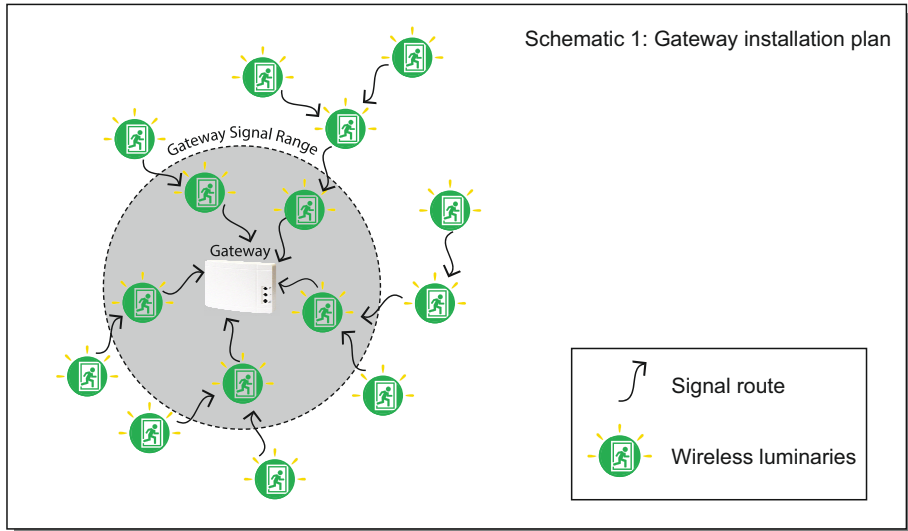 Schematic 1: Gateway installation plan
Gateway Signal Range
Gateway
Signal route
Wireless luminaries